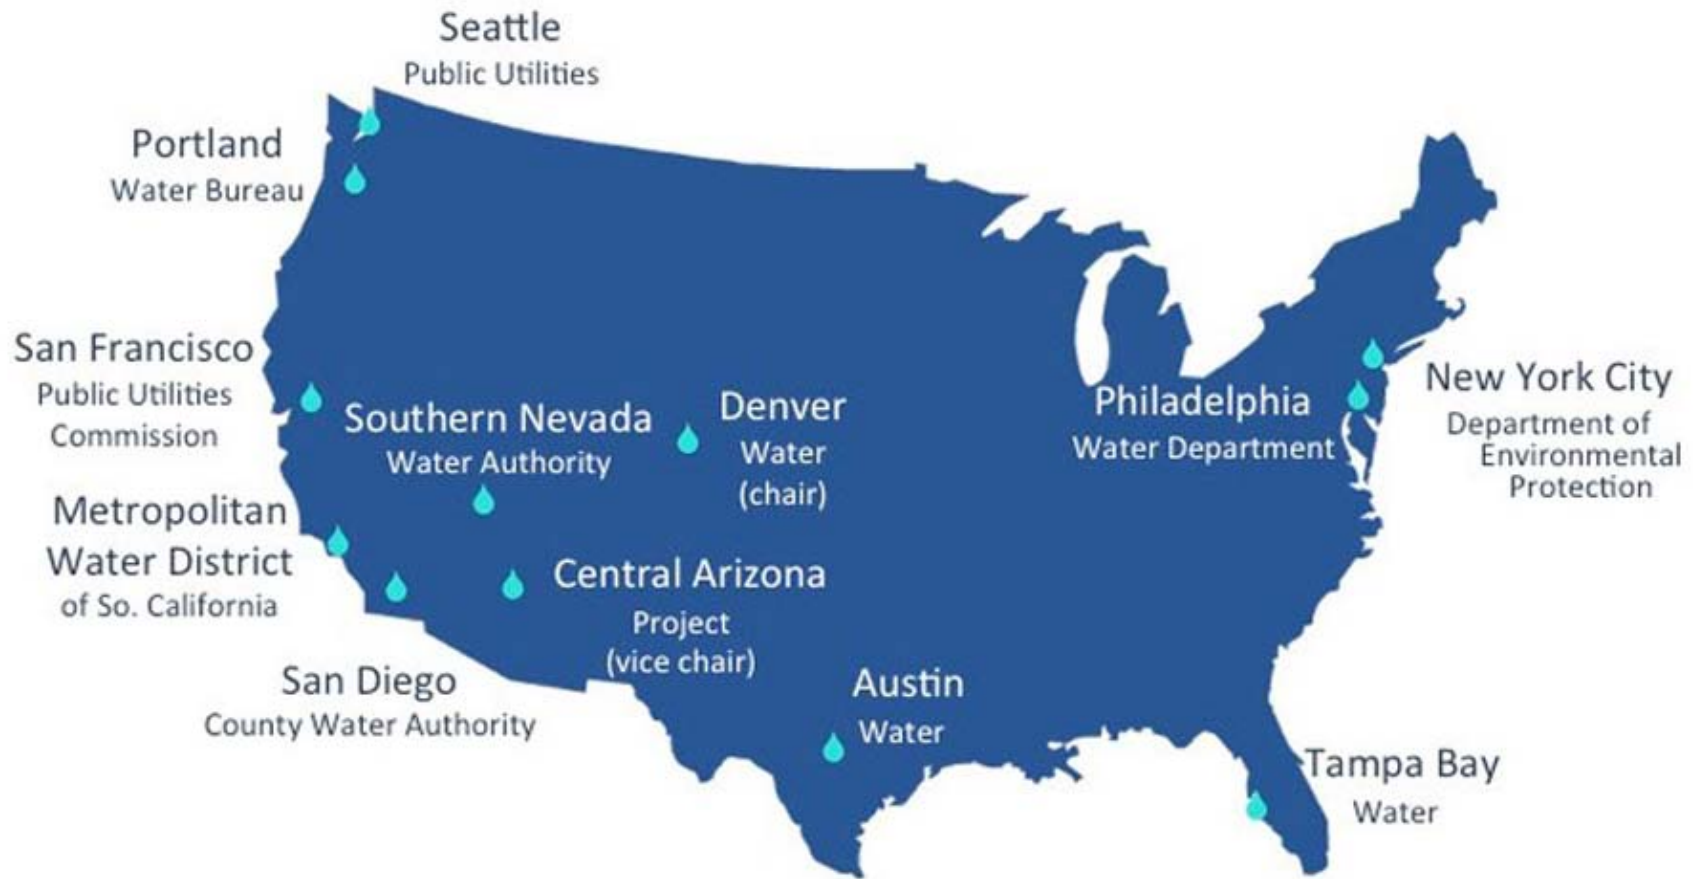 Seattle
Public Utilities
Portland
Water Bureau
San Francisco
Public Utilities
Commission
Southern Nevada
Water Authority
Denver
Water
(chair)
Philadelphia
Water Department
New York City
Department of
Environmental
Protection
Metropolitan
Water District
of So. California
Central Arizona
Project
(vice chair)
San Diego
County Water Authority
Austin
Water
Tampa Bay
Water